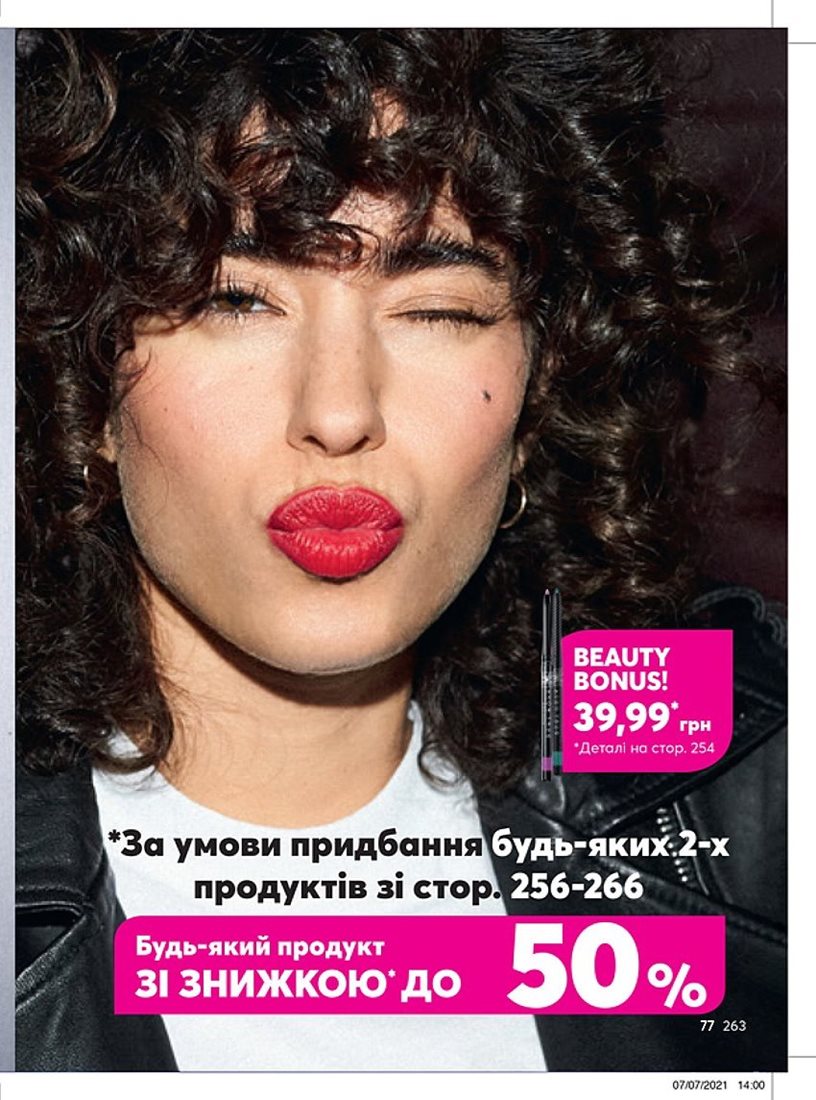 BEAUTY
BONUS!
39,99* грн
*Деталі на стор. 254
*За умови придбання будь-яких 2-х
продуктів зі стор. 256-266
Будь-який продукт
ЗІ ЗНИЖКОЮ* ДО 50%
77 263
07/07/2021 14:00